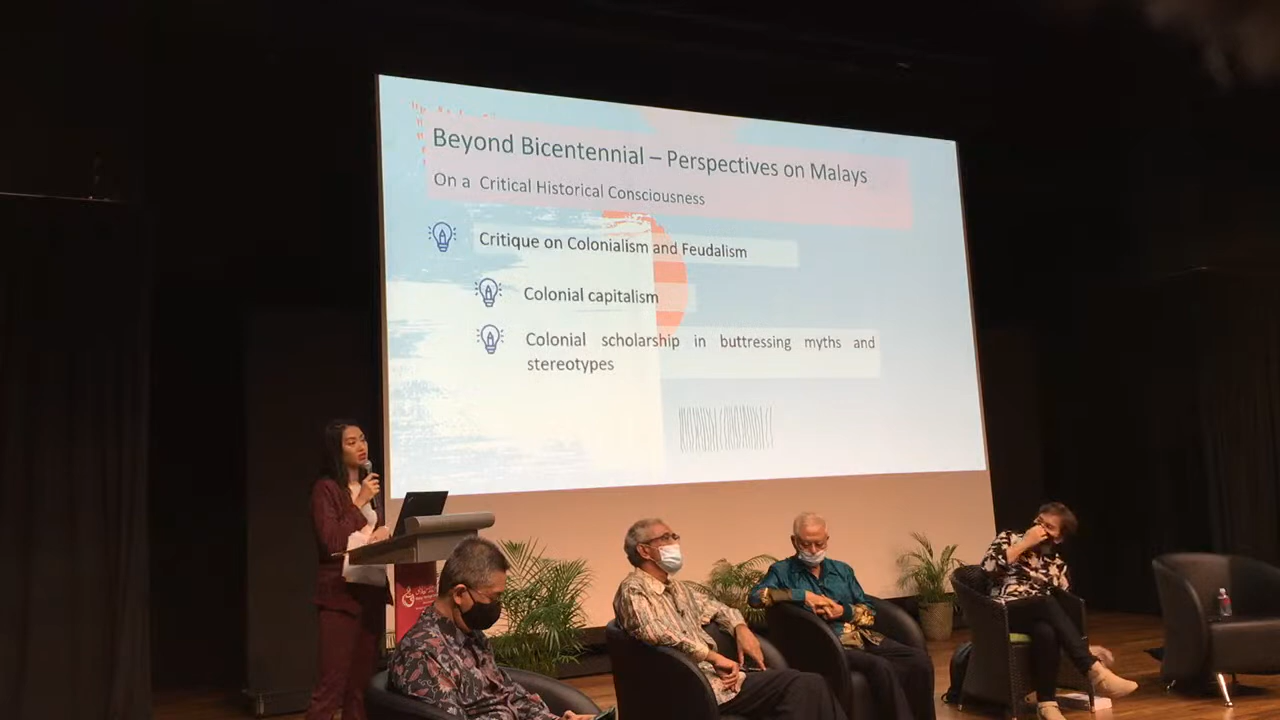 Beyond Bicentennial – Perspectives on Malays
On a Critical Historical Consciousness
Critique on Colonialism and Feudalism
Colonial capitalism
Colonial scholarship in buttressing myths and
stereotypes